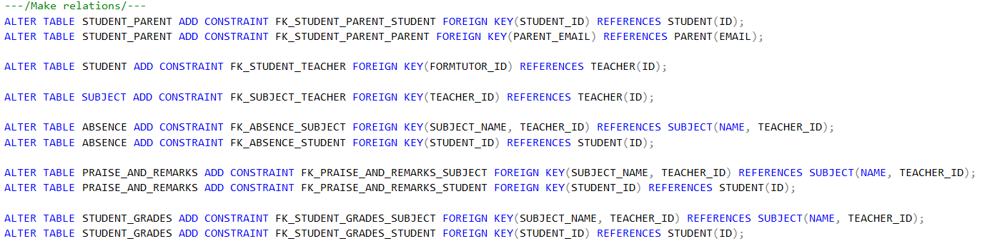 ---/Make relations/---
ALTER TABLE STUDENT_PARENT ADD CONSTRAINT FK_STUDENT_PARENT_STUDENT FOREIGN KEY(STUDENT_ID) REFERENCES STUDENT(ID);
ALTER TABLE STUDENT_PARENT ADD CONSTRAINT FK_STUDENT_PARENT_PARENT FOREIGN KEY(PARENT_EMAIL) REFERENCES PARENT(EMAIL);
ALTER TABLE STUDENT ADD CONSTRAINT FK_STUDENT_TEACHER FOREIGN KEY(FORMTUTOR_ID) REFERENCES TEACHER(ID);
ALTER TABLE SUBJECT ADD CONSTRAINT FK_SUBJECT_TEACHER FOREIGN KEY(TEACHER_ID) REFERENCES TEACHER(ID);
ALTER TABLE ABSENCE ADD CONSTRAINT FK_ABSENCE_SUBJECT FOREIGN KEY(SUBJECT_NAME, TEACHER_ID) REFERENCES SUBJECT(NAME, TEACHER_ID);
ALTER TABLE ABSENCE ADD CONSTRAINT FK_ABSENCE_STUDENT FOREIGN KEY(STUDENT_ID) REFERENCES STUDENT(ID);
ALTER TABLE PRAISE_AND_REMARKS ADD CONSTRAINT FK_PRAISE_AND_REMARKS_SUBJECT FOREIGN KEY(SUBJECT_NAME, TEACHER_ID) REFERENCES SUBJECT(NAME, TEACHER_ID);
ALTER TABLE PRAISE_AND_REMARKS ADD CONSTRAINT FK_PRAISE_AND_REMARKS_STUDENT FOREIGN KEY(STUDENT_ID) REFERENCES STUDENT(ID);
ALTER TABLE STUDENT_GRADES ADD CONSTRAINT FK_STUDENT_GRADES_SUBJECT FOREIGN KEY(SUBJECT_NAME, TEACHER_ID) REFERENCES SUBJECT(NAME, TEACHER_ID);
ALTER TABLE STUDENT_GRADES ADD CONSTRAINT FK_STUDENT_GRADES_STUDENT FOREIGN KEY(STUDENT_ID) REFERENCES STUDENT(ID);